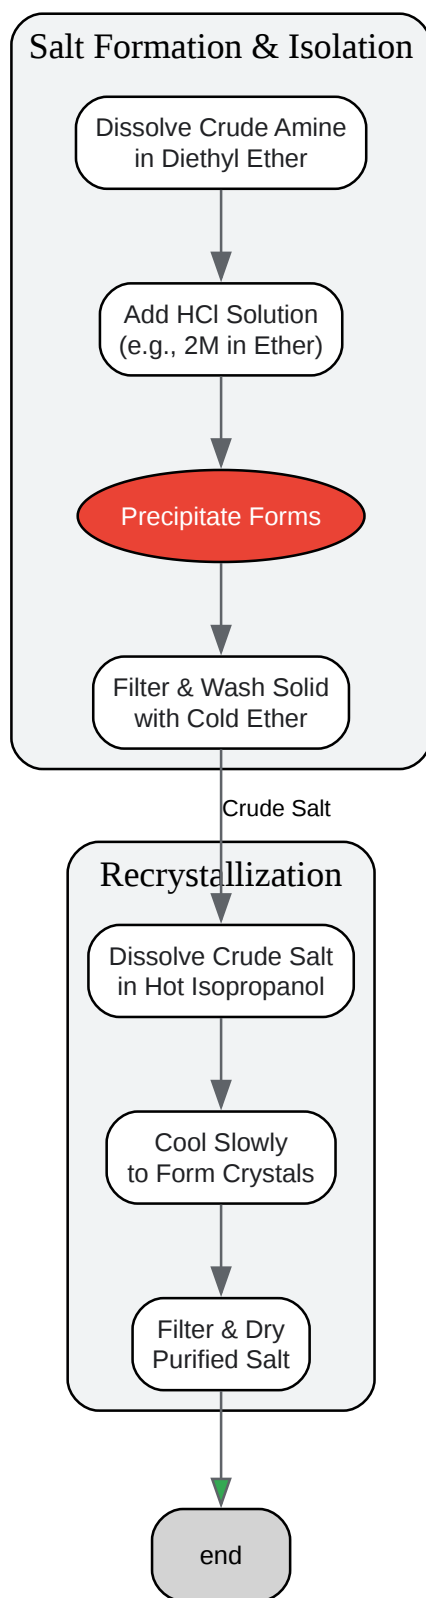 Salt Formation & Isolation
Dissolve Crude Amine
in Diethyl Ether
Add HCl Solution
(e.g., 2M in Ether)
Precipitate Forms
Filter & Wash Solid
with Cold Ether
Crude Salt
Recrystallization
Dissolve Crude Salt
in Hot Isopropanol
Cool Slowly
to Form Crystals
Filter & Dry
Purified Salt
end